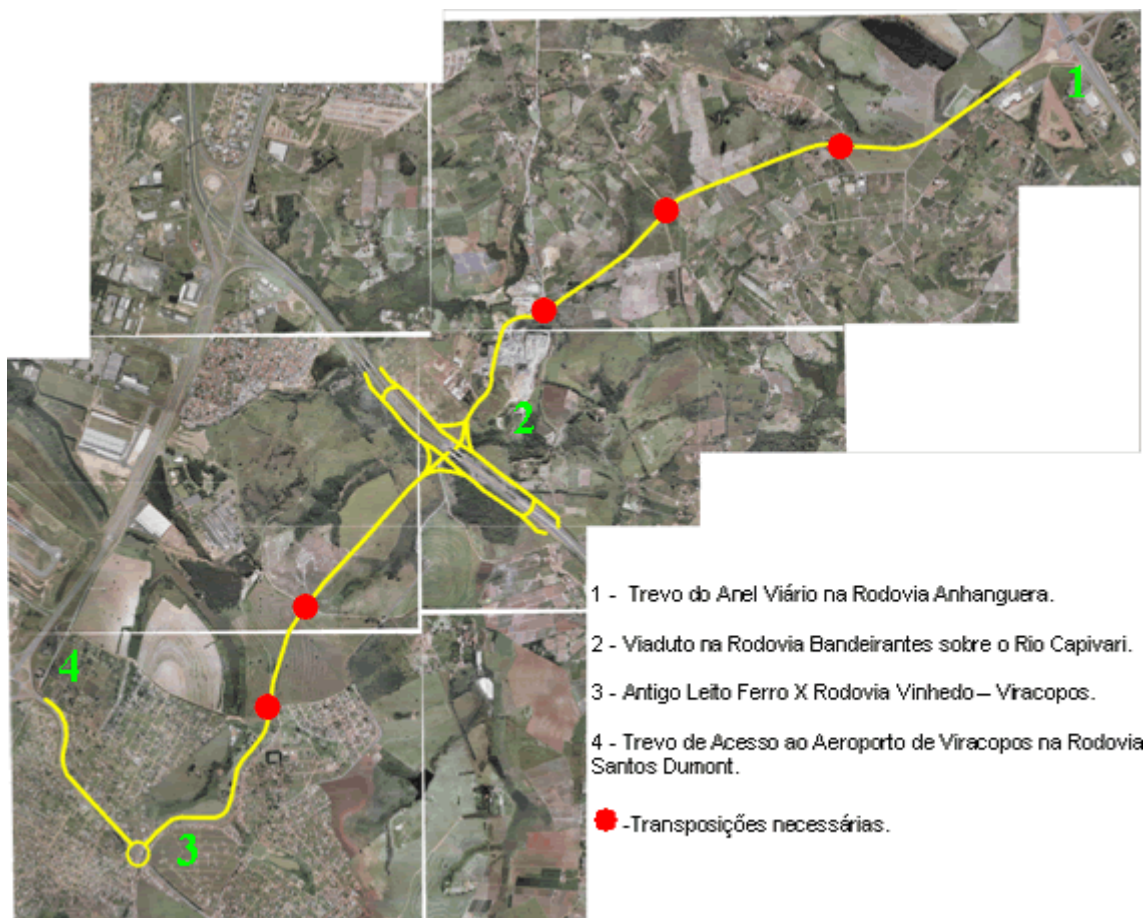 1
2
4
3
1 - Trevo do Anel Viário na Rodovia Anhanguera.
2 - Viaduto na Rodovia Bandeirantes sobre o Rio Capivari.
3 - Antigo Leito Ferro X Rodovia Vinhedo – Viracopos.
4 - Trevo de Acesso ao Aeroporto de Viracopos na Rodovia
Santos Dumont.
-Transposições necessárias.